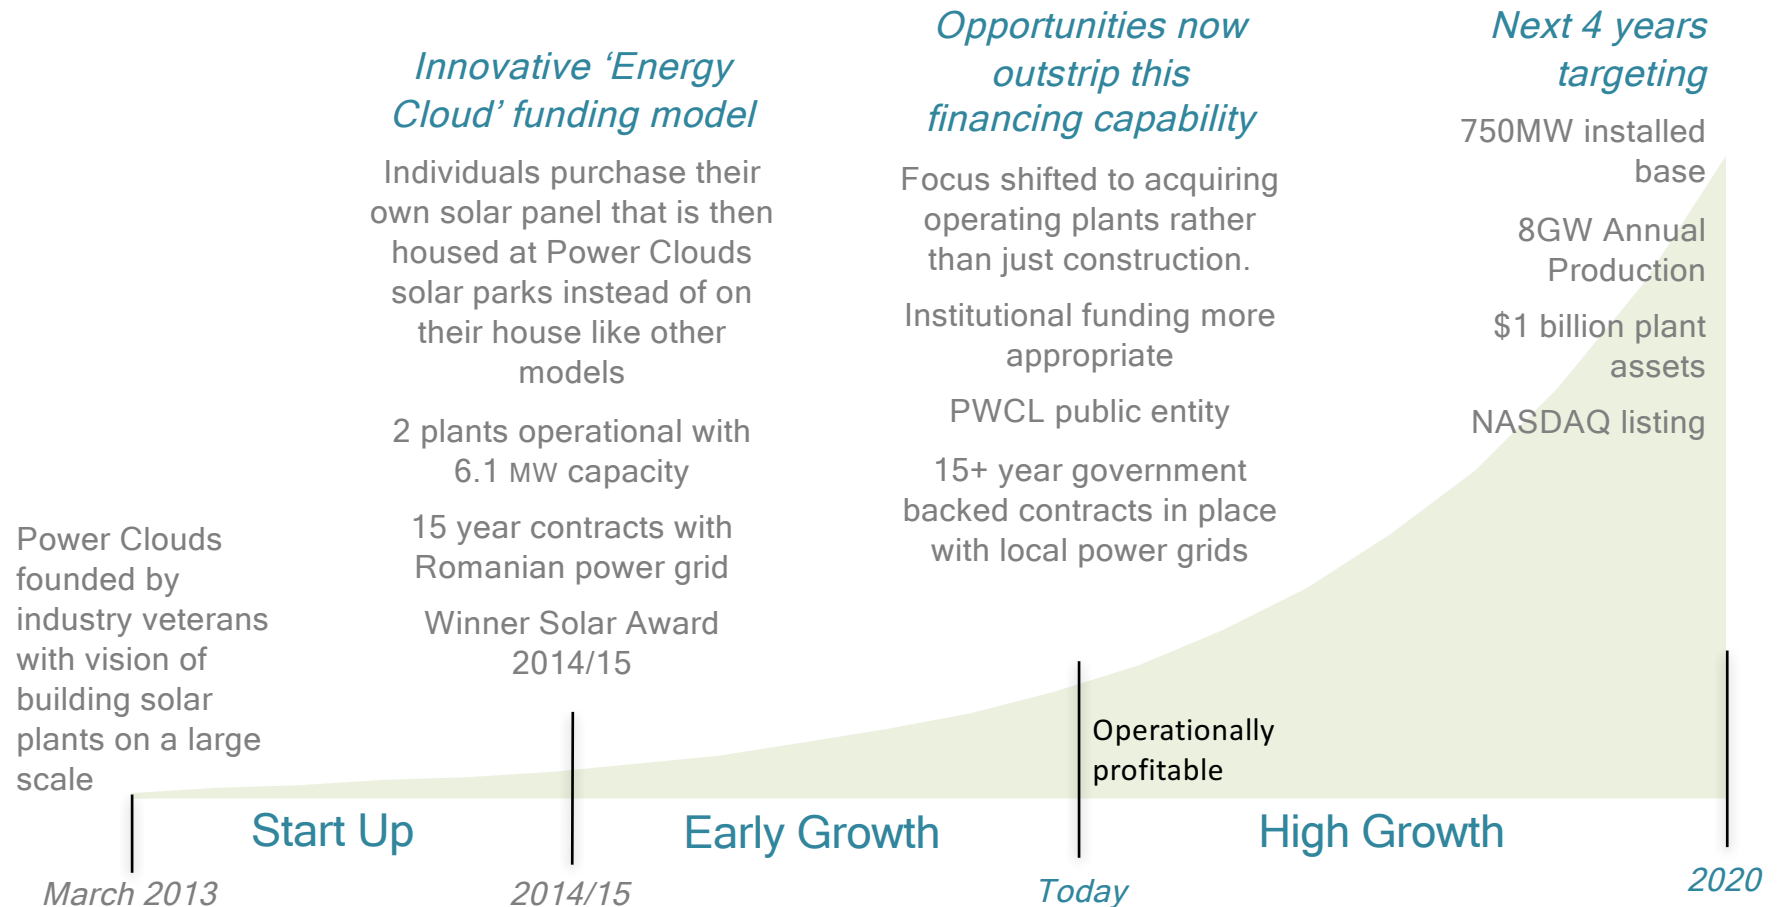 Power Clouds
founded by
industry veterans
with vision of
building solar
plants on a large
scale
Innovative ‘Energy
Cloud’ funding model
Individuals purchase their
own solar panel that is then
housed at Power Clouds
solar parks instead of on
their house like other
models
2 plants operational with
6.1 MW capacity
15 year contracts with
Romanian power grid
Winner Solar Award
2014/15
Opportunities now
outstrip this
financing capability
Focus shifted to acquiring
operating plants rather
than just construction.
Institutional funding more
appropriate
PWCL public entity
15+ year government
backed contracts in place
with local power grids
Next 4 years
targeting
750MW installed
base
8GW Annual
Production
$1 billion plant
assets
NASDAQ listing
Operationally
profitable
Start Up
Early Growth
High Growth
March 2013
2014/15
Today
2020